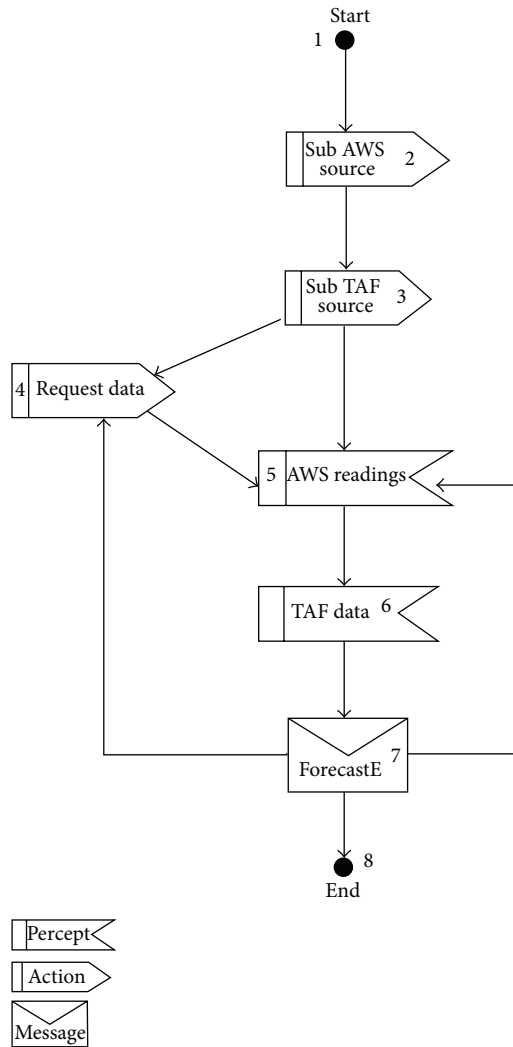 Start
1
Sub AWS
source
2
Sub TAF
source
3
4
Request data
5
AWS readings
TAF data
6
ForecastE
7
8
End
Percept
Action
Message